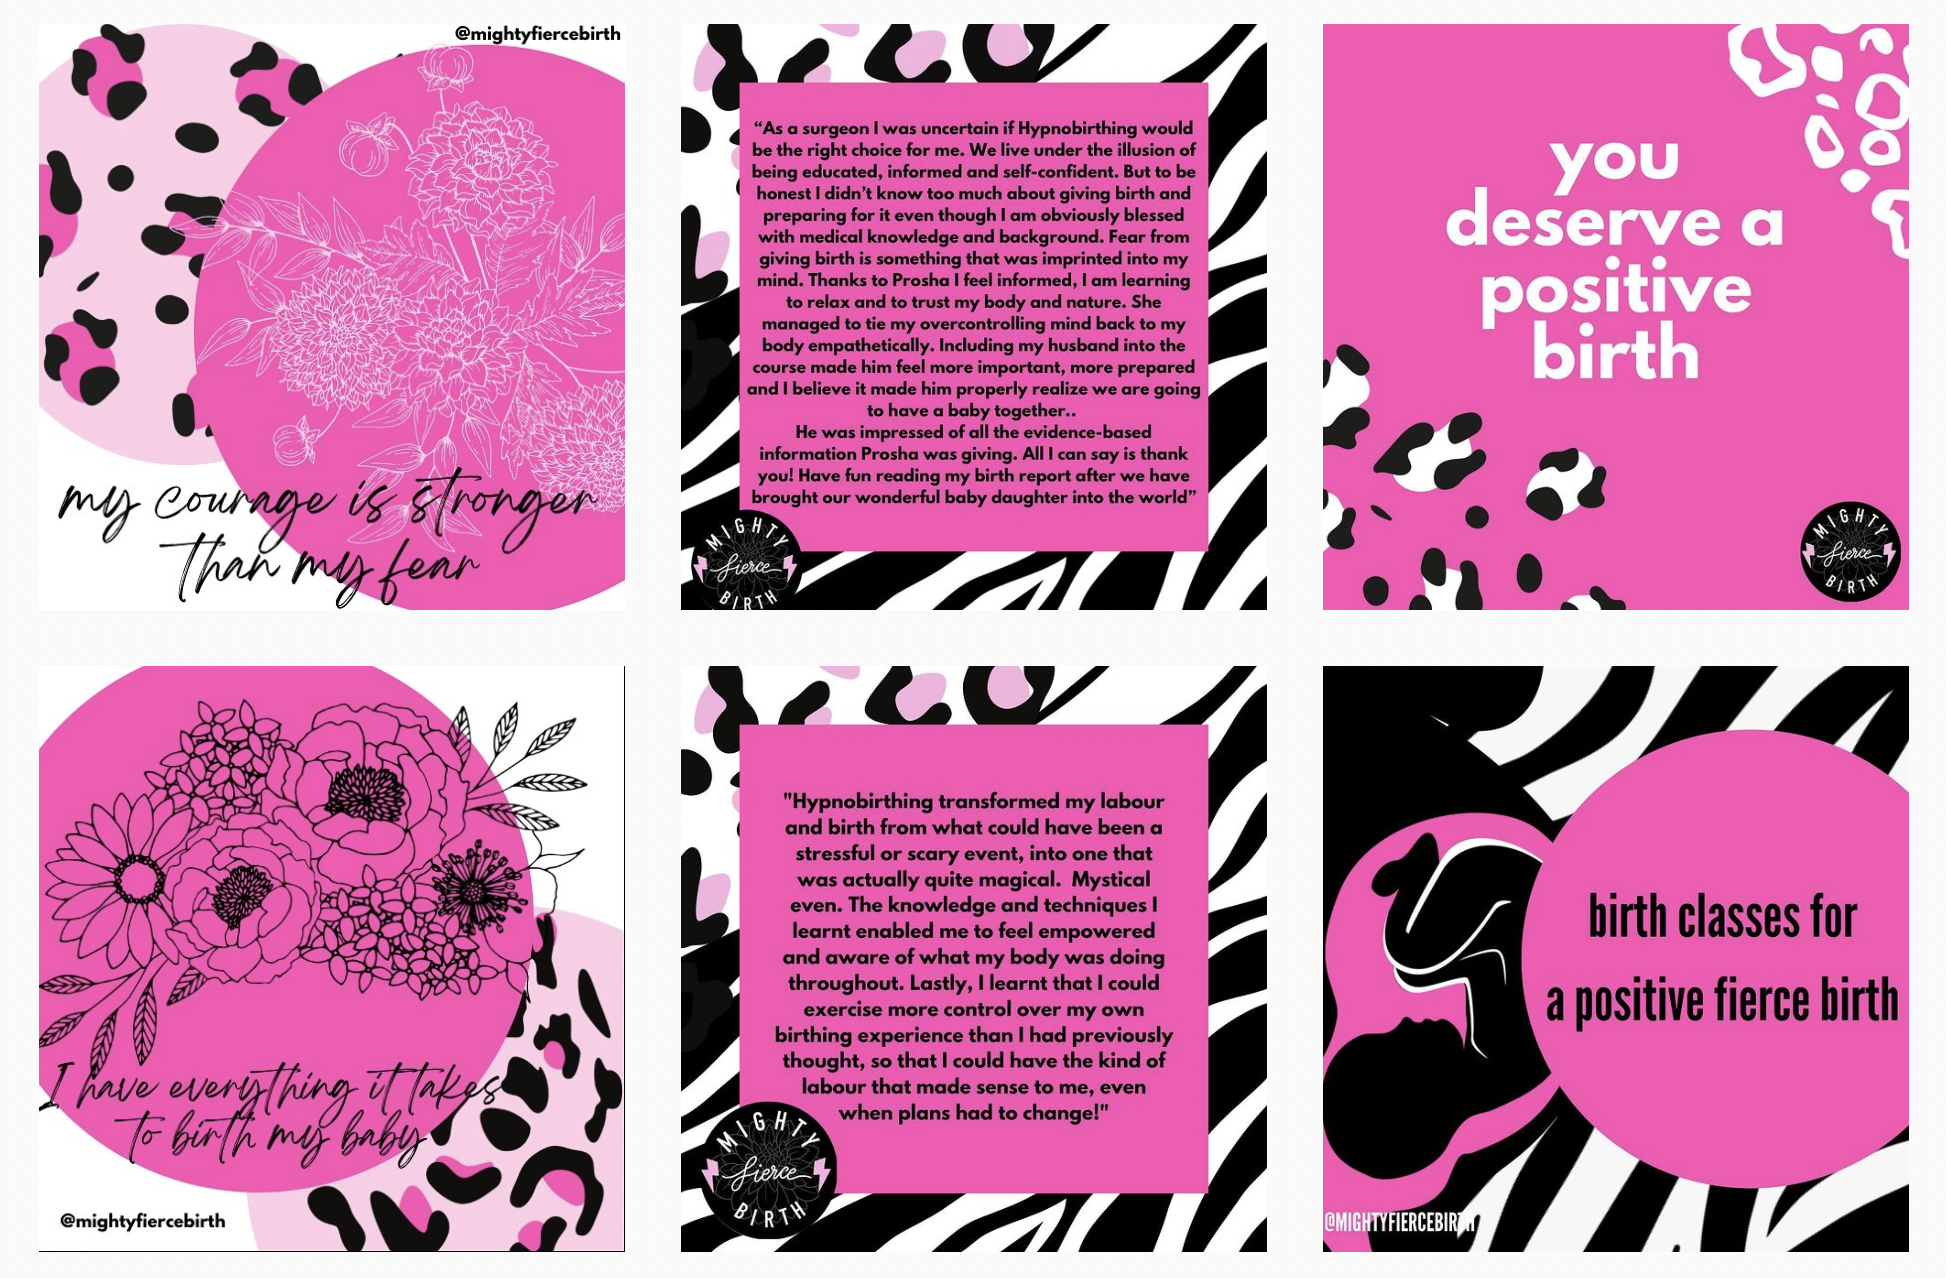 @mightyfiercebirth
my courage is stronger
than my fear
“As a surgeon I was uncertain if Hypnobirthing would
be the right choice for me. We live under the illusion of
being educated, informed and self-confident. But to be
honest I didn’t know too much about giving birth and
preparing for it even though I am obviously blessed
with medical knowledge and background. Fear from
giving birth is something that was imprinted into my
mind. Thanks to Prosha I feel informed, I am learning
to relax and to trust my body and nature. She
managed to tie my overcontrolling mind back to my
body empathetically. Including my husband into the
course made him feel more important, more prepared
and I believe it made him properly realize we are going
to have a baby together..
He was impressed of all the evidence-based
information Prosha was giving. All I can say is thank
you! Have fun reading my birth report after we have
brought our wonderful baby daughter into the world”
MIGHTY
fierce
BIRTH
you
deserve a
positive
birth
MIGHTY
fierce
BIRTH
I have everything it takes
to birth my baby
@mightyfiercebirth
"Hypnobirthing transformed my labour
and birth from what could have been a
stressful or scary event, into one that
was actually quite magical.  Mystical
even. The knowledge and techniques I
learnt enabled me to feel empowered
and aware of what my body was doing
throughout. Lastly, I learnt that I could
exercise more control over my own
birthing experience than I had previously
thought, so that I could have the kind of
labour that made sense to me, even
when plans had to change!"
MIGHTY
fierce
BIRTH
birth classes for
a positive fierce birth
@MIGHTYFIERCEBIRTH